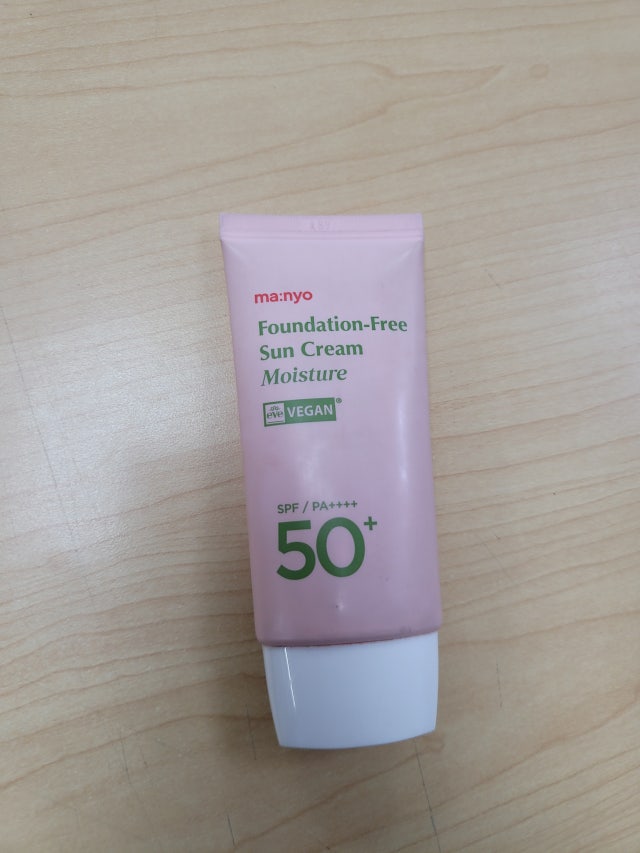 ma:nyo
Foundation-Free
Sun Cream
Moisture
eve VEGAN®
SPF / PA++++
50+